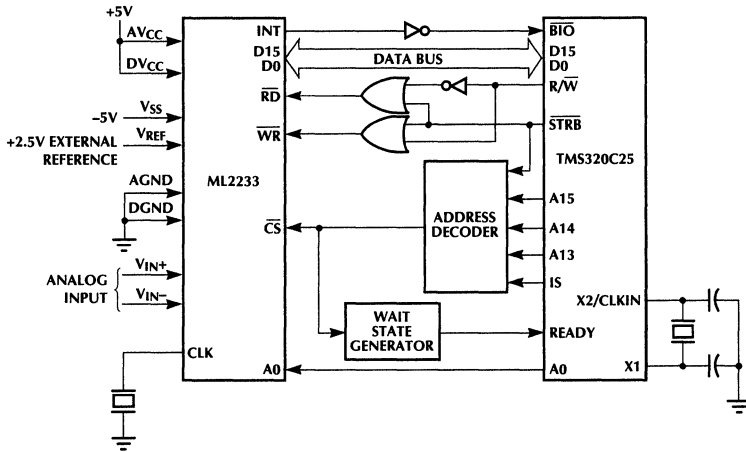 +5V
AVCC
DVCC
–5V
VSS
VREF
+2.5V EXTERNAL
REFERENCE
AGND
DGND
ANALOG
INPUT
VIN+
VIN–
CLK
ML2233
INT
D15
D0
RD
WR
CS
A0
DATA BUS
ADDRESS
DECODER
WAIT
STATE
GENERATOR
BIO
D15
D0
R/W
STRB
TMS320C25
A15
A14
A13
IS
X2/CLKIN
READY
X1
A0